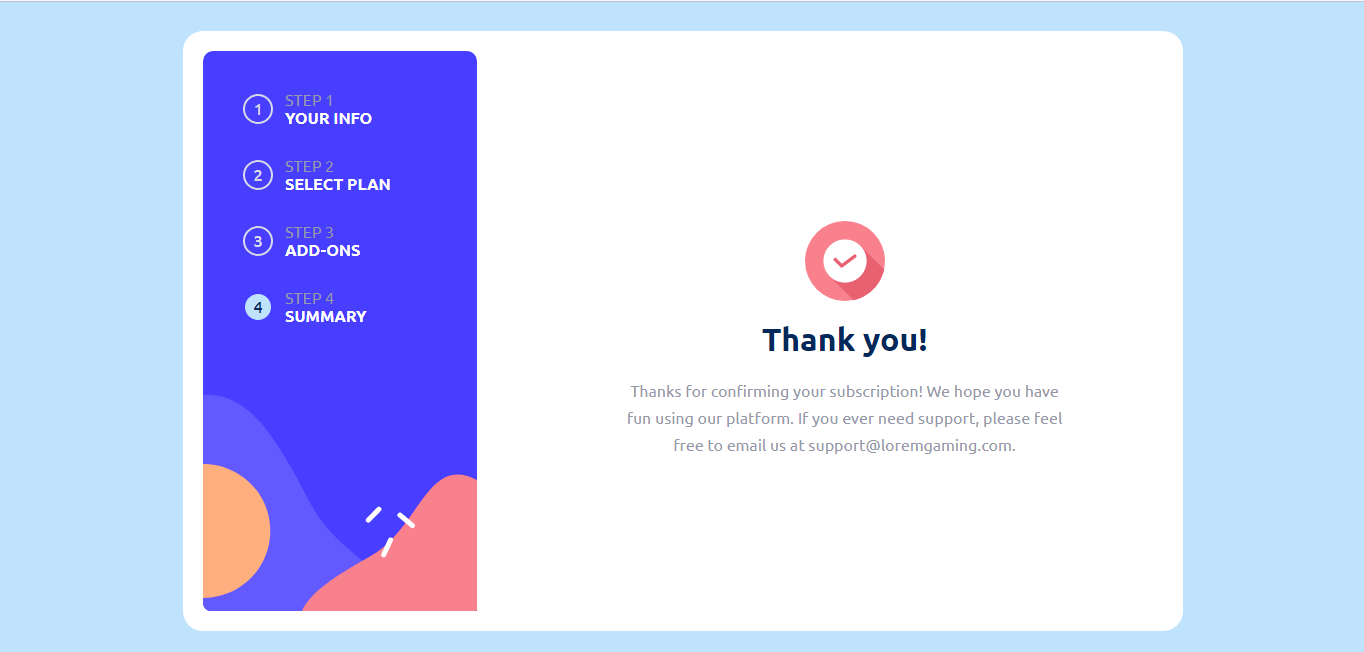 1
STEP 1
YOUR INFO
2
STEP 2
SELECT PLAN
3
STEP 3
ADD-ONS
4
STEP 4
SUMMARY
Thank you!
Thanks for confirming your subscription! We hope you have
fun using our platform. If you ever need support, please feel
free to email us at support@loremgaming.com.